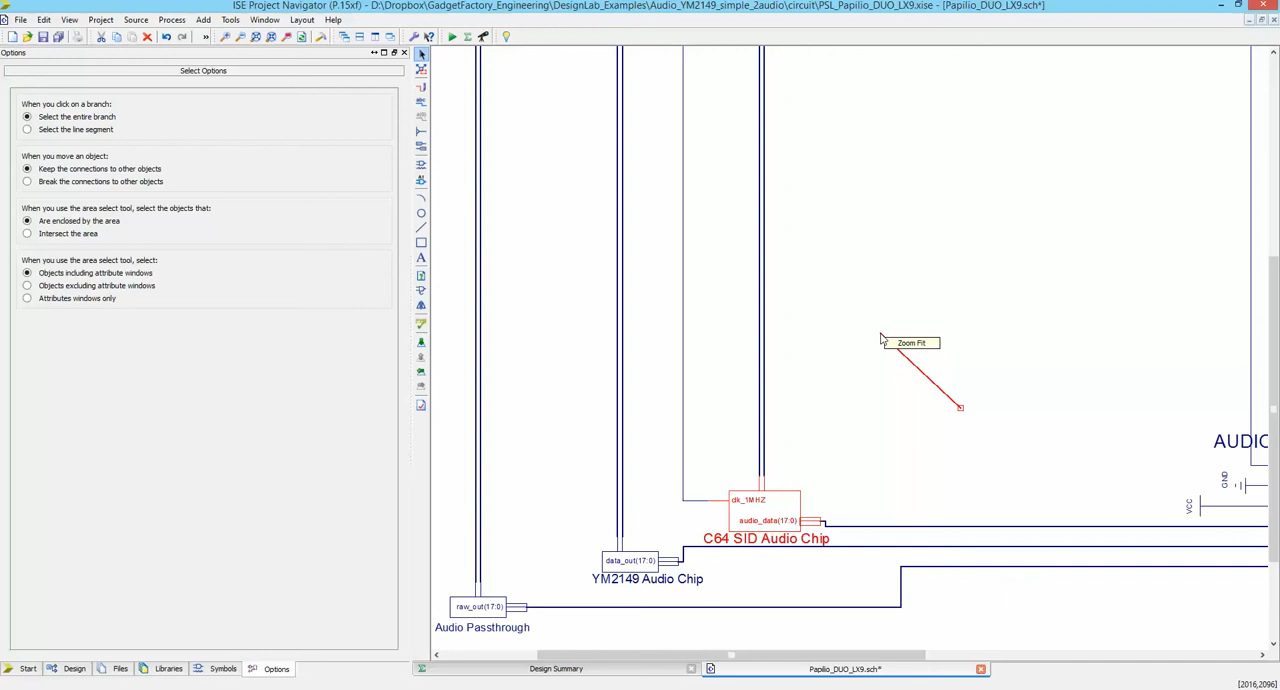 ISE Project Navigator (P.15xf) - D:\Dropbox\GadgetFactory_Engineering\DesignLab_Examples\Audio_YM2149_simple_2audio\circuit\PSL_Papilio_DUO_LX9.xise - [Papilio_DUO_LX9.sch*]
File Edit View Project Source Process Add Tools Window Layout Help
Options
Select Options
When you click on a branch:
Select the entire branch
Select the line segment
When you move an object:
Keep the connections to other objects
Break the connections to other objects
When you use the area select tool, select the objects that:
Are enclosed by the area
Intersect the area
When you use the area select tool, select:
Objects including attribute windows
Objects excluding attribute windows
Attributes windows only
Zoom Fit
AUDIO
GND
VCC
clk_1MHZ
audio_data(17:0)
C64 SID Audio Chip
data_out(17:0)
YM2149 Audio Chip
raw_out(17:0)
Audio Passthrough
Start Design Files Libraries Symbols Options
Design Summary
Papilio_DUO_LX9.sch*
[2016,2096]